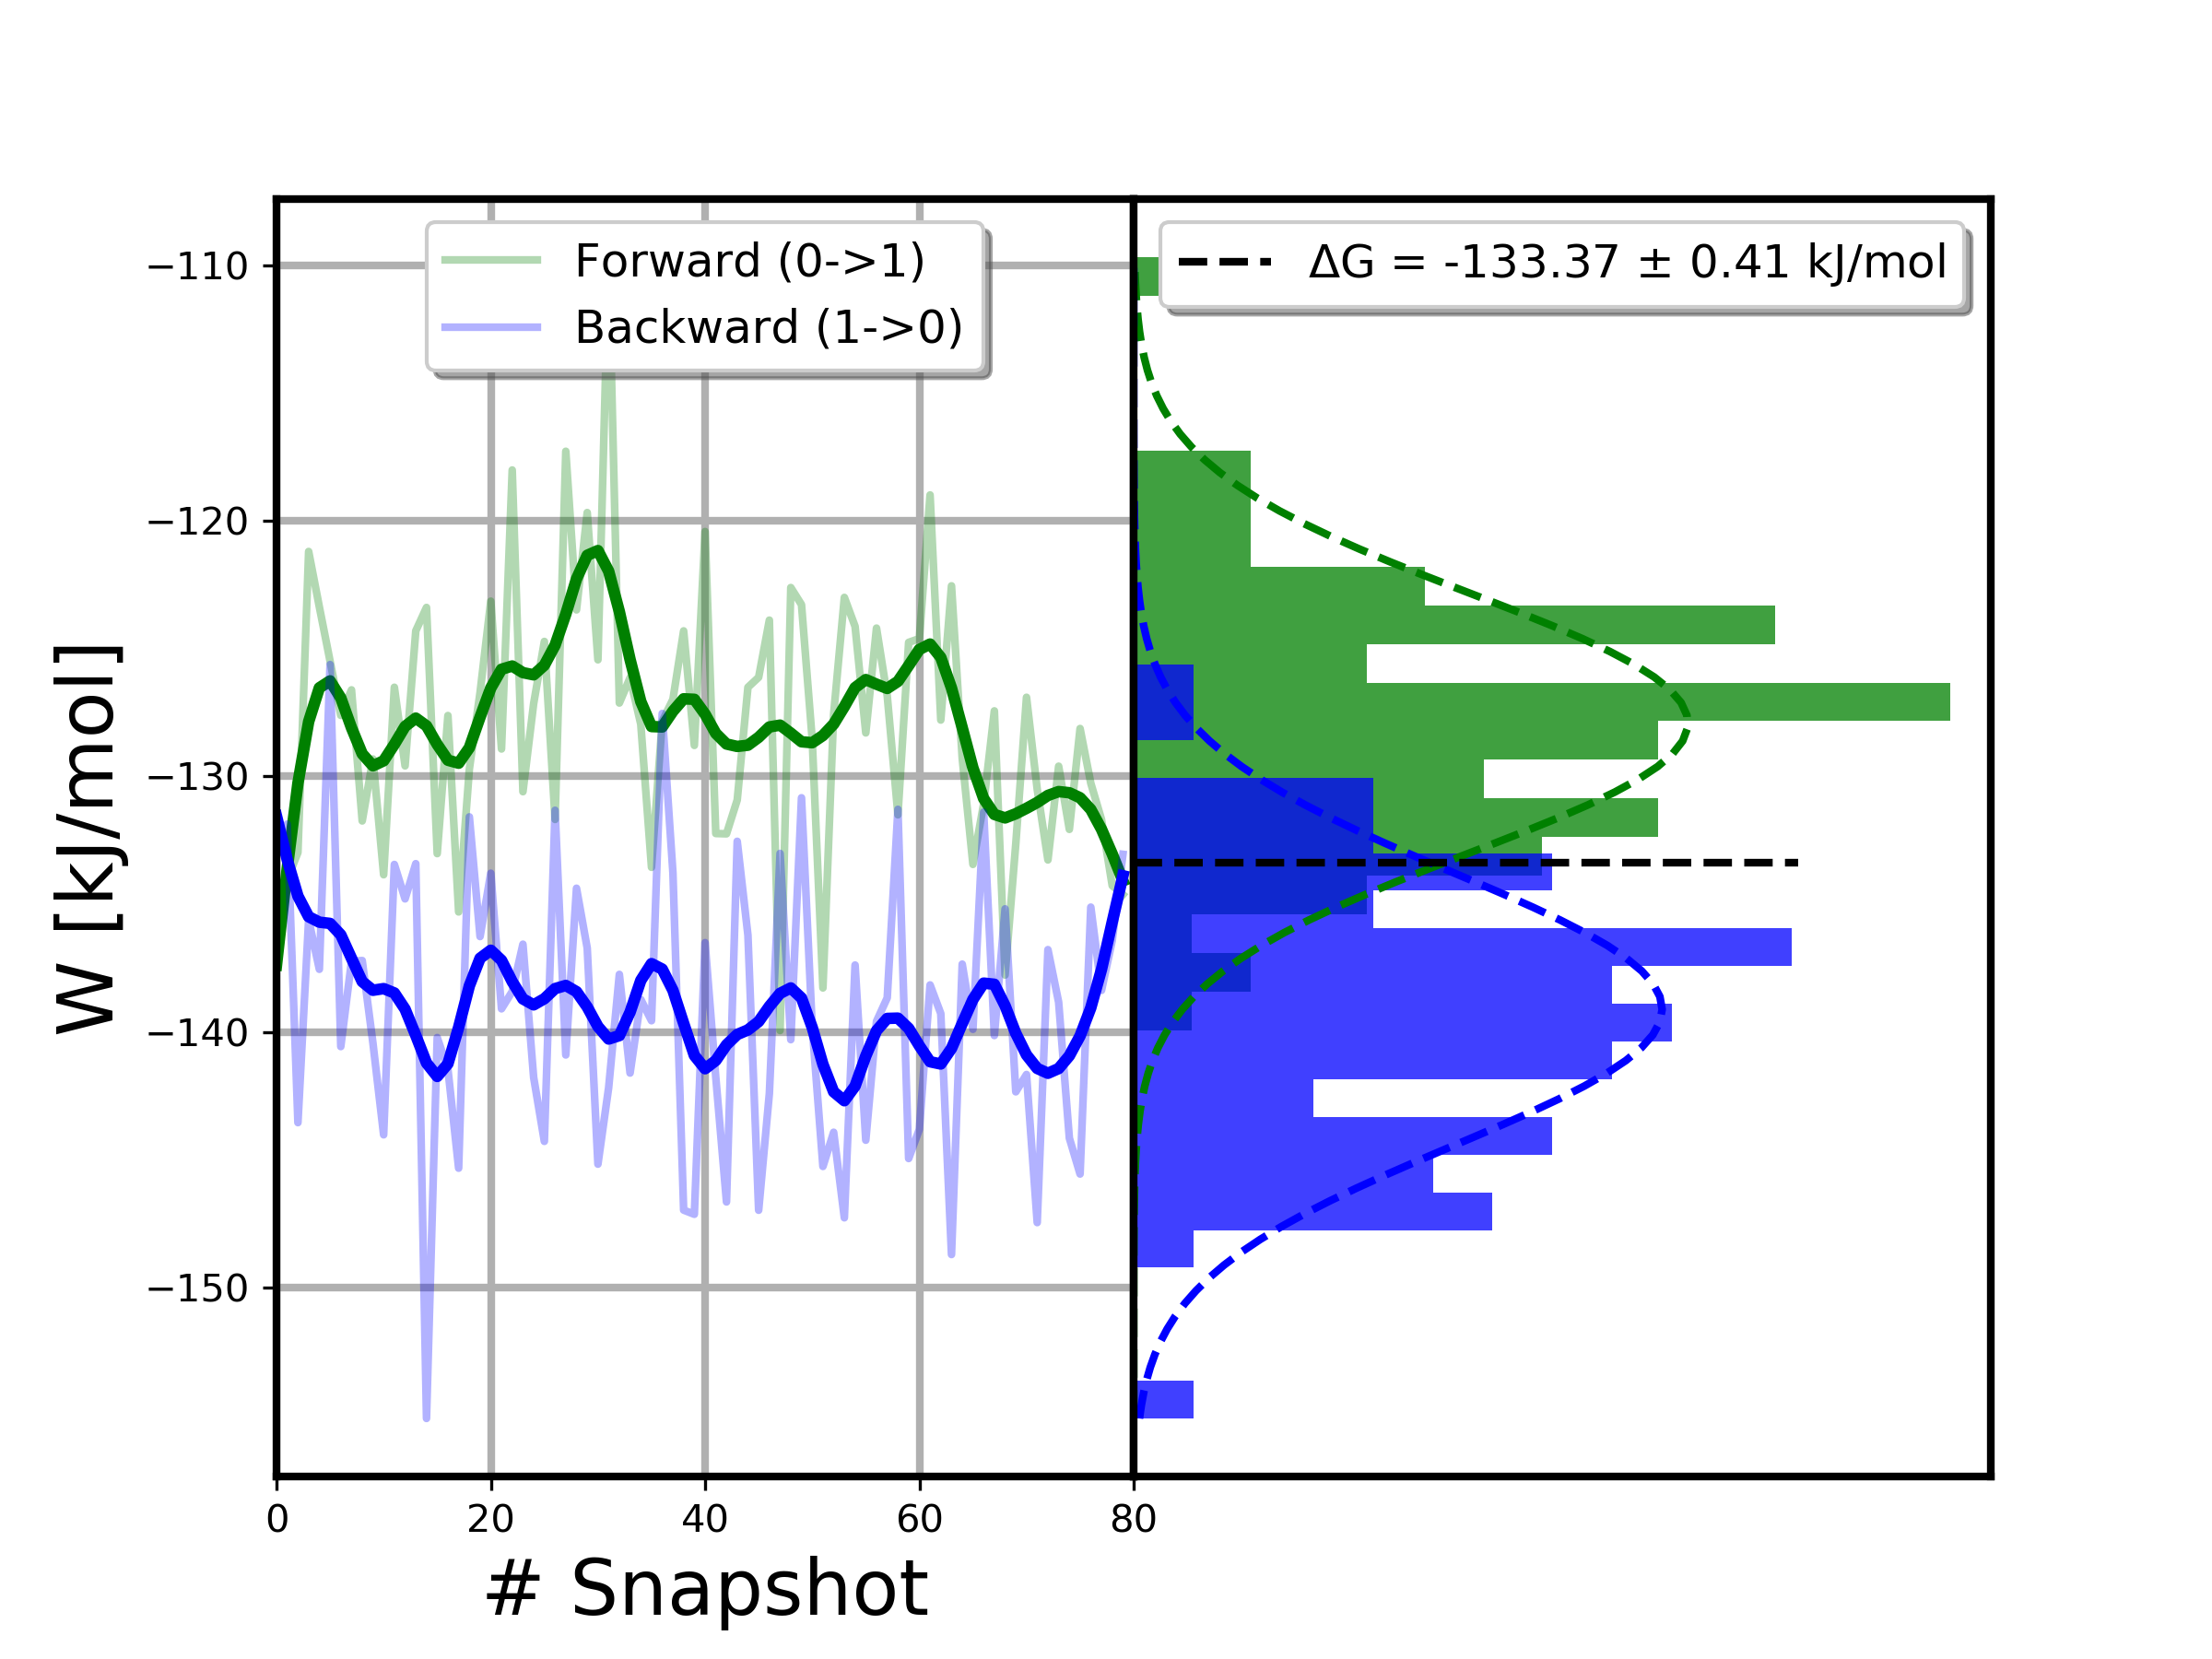 Forward (0->1)
Backward (1->0)
ΔG = -133.37 ± 0.41 kJ/mol
W [kJ/mol]
−110
−120
−130
−140
−150
0 20 40 60 80
# Snapshot